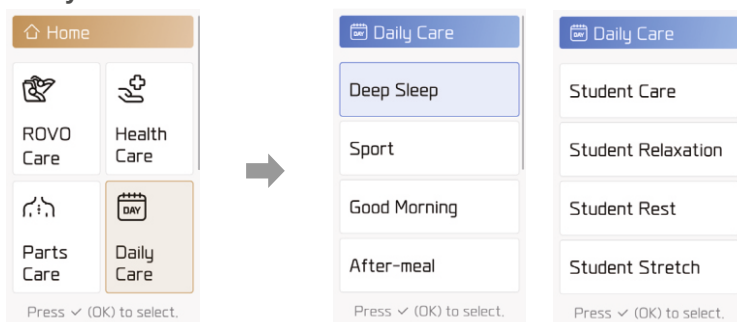 Home
ROVO
Care
Health
Care
Parts
Care
DAY
Daily
Care
Press ✓ (OK) to select.
DAY Daily Care
Deep Sleep
Sport
Good Morning
After-meal
Press ✓ (OK) to select.
DAY Daily Care
Student Care
Student Relaxation
Student Rest
Student Stretch
Press ✓ (OK) to select.